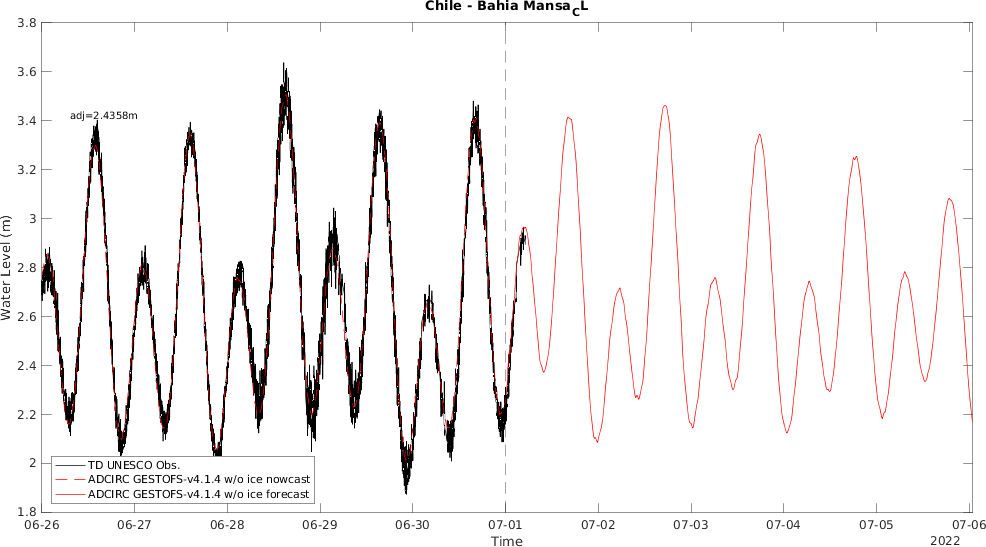 Chile - Bahia Mansa_CL
3.8
3.6
3.4
3.2
3
2.8
2.6
2.4
2.2
2
1.8
Water Level (m)
adj=2.4358m
TD UNESCO Obs.
ADCIRC GESTOFS-v4.1.4 w/o ice nowcast
ADCIRC GESTOFS-v4.1.4 w/o ice forecast
06-26 06-27 06-28 06-29 06-30 07-01 07-02 07-03 07-04 07-05 07-06
Time
2022